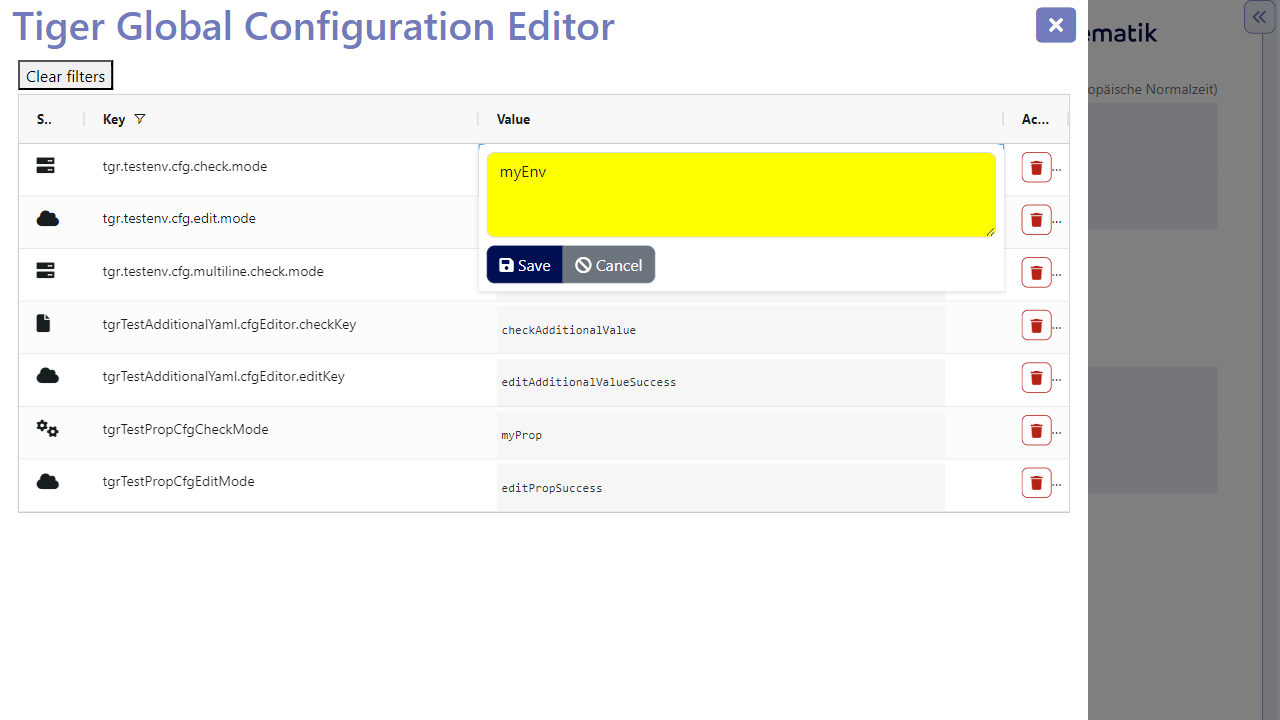 Tiger Global Configuration Editor
ematik
Clear filters
opäische Normalzeit)
S.. Key Value Ac...
tgr.testenv.cfg.check.mode myEnv ...
tgr.testenv.cfg.edit.mode ...
Save Cancel
tgr.testenv.cfg.multiline.check.mode ...
tgrTestAdditionalYaml.cfgEditor.checkKey checkAdditionalValue ...
tgrTestAdditionalYaml.cfgEditor.editKey editAdditionalValueSuccess ...
tgrTestPropCfgCheckMode myProp ...
tgrTestPropCfgEditMode editPropSuccess ...